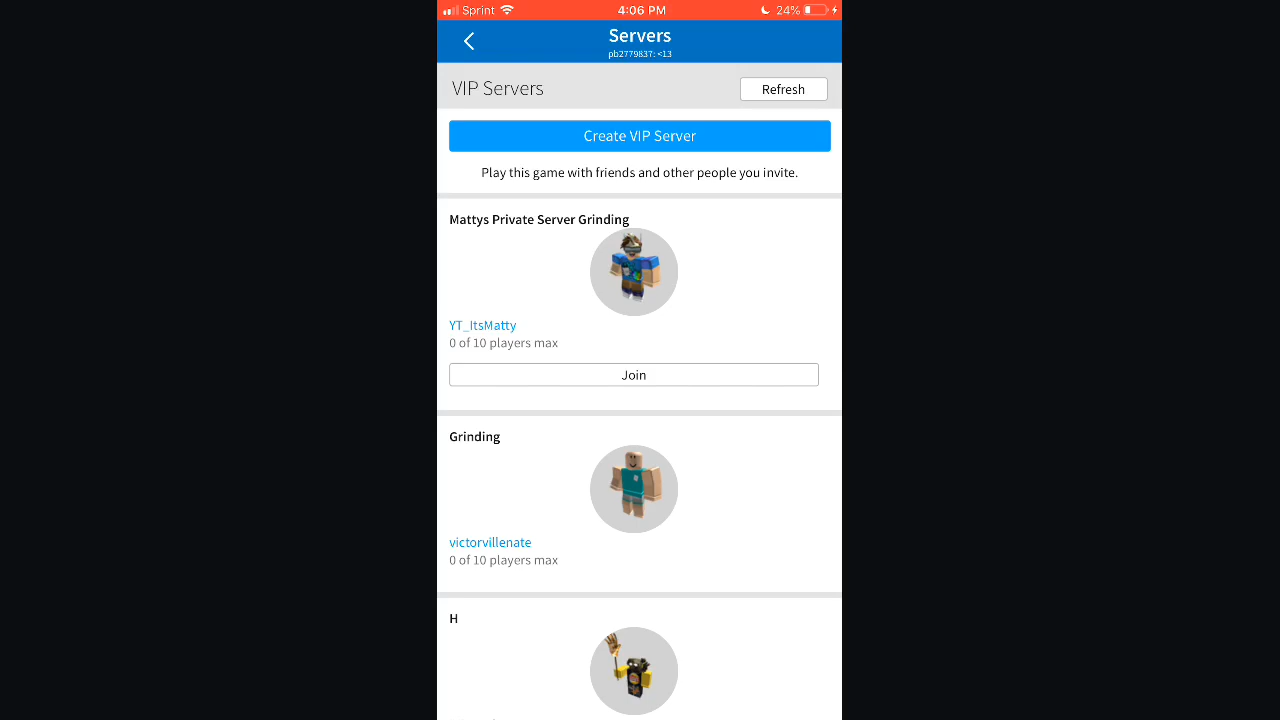 Sprint 4:06 PM 24%
Servers
pb2779837: <13
VIP Servers Refresh
Create VIP Server
Play this game with friends and other people you invite.
Mattys Private Server Grinding
YT_ItsMatty
0 of 10 players max
Join
Grinding
victorvillenate
0 of 10 players max
H